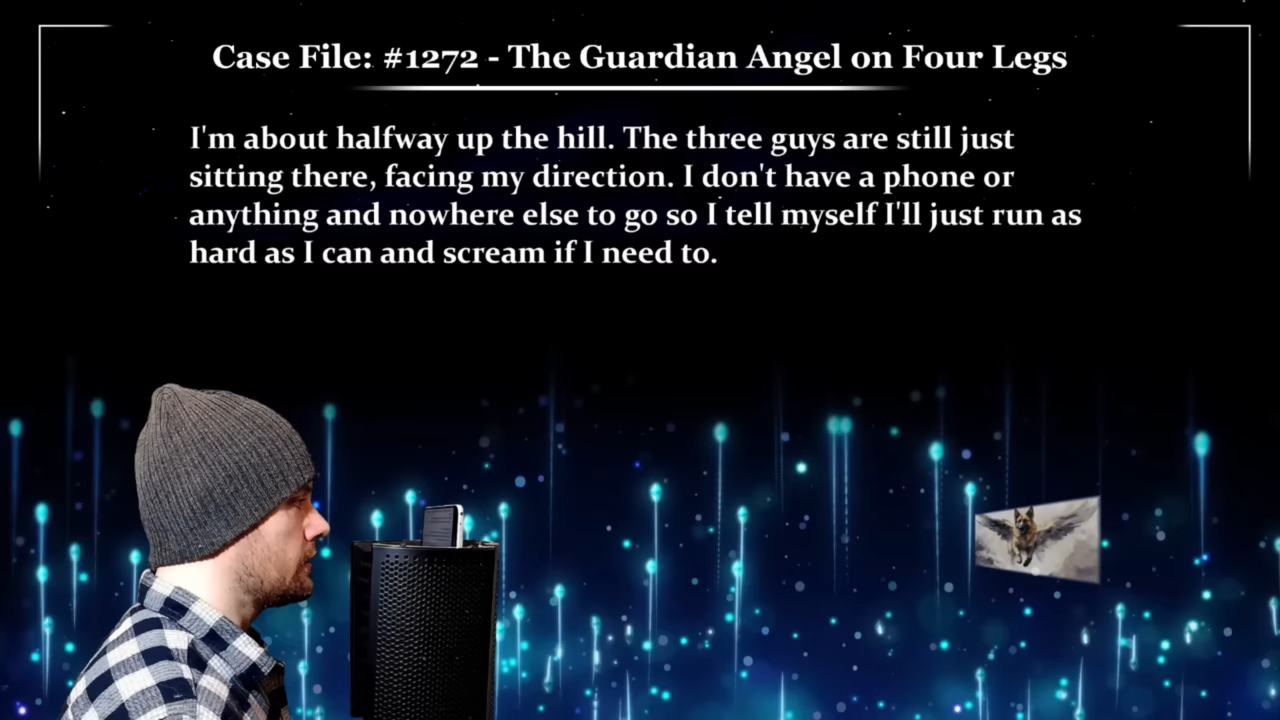 Case File: #1272 - The Guardian Angel on Four Legs
I'm about halfway up the hill. The three guys are still just
sitting there, facing my direction. I don't have a phone or
anything and nowhere else to go so I tell myself I'll just run as
hard as I can and scream if I need to.